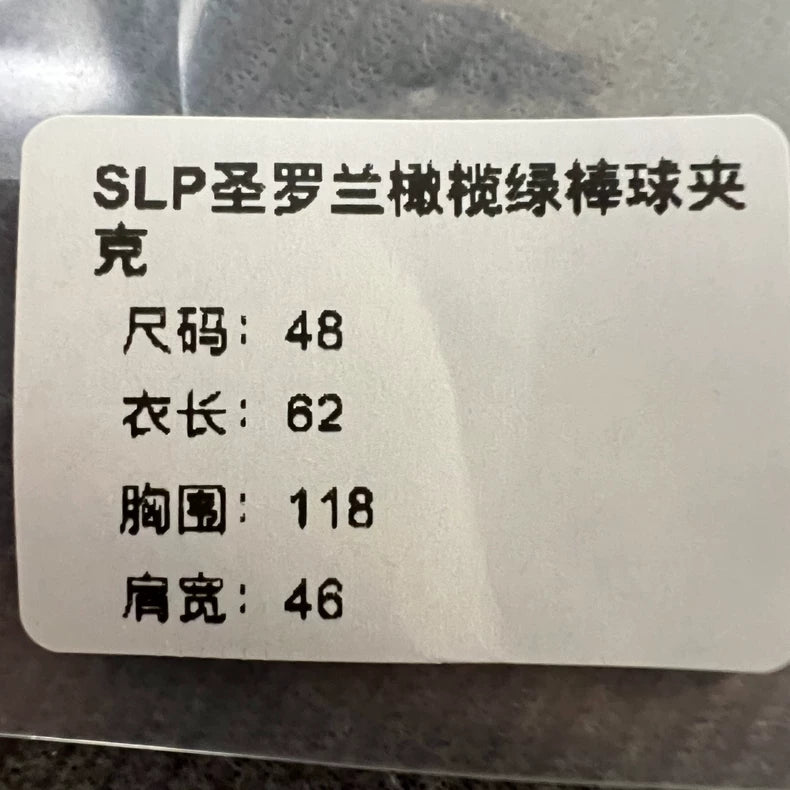 SLP圣罗兰橄榄绿棒球夹
克
尺码：48
衣长：62
胸围：118
肩宽：46